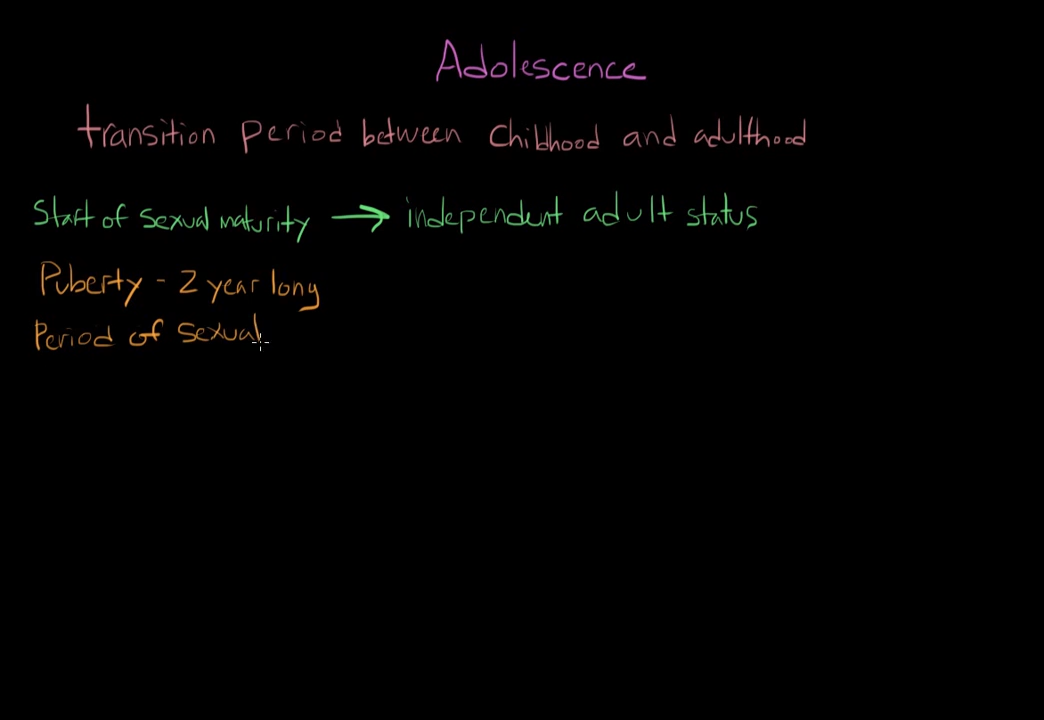 Adolescence
transition period between childhood and adulthood
Start of sexual maturity → independent adult status
Puberty - 2 year long
Period of sexual